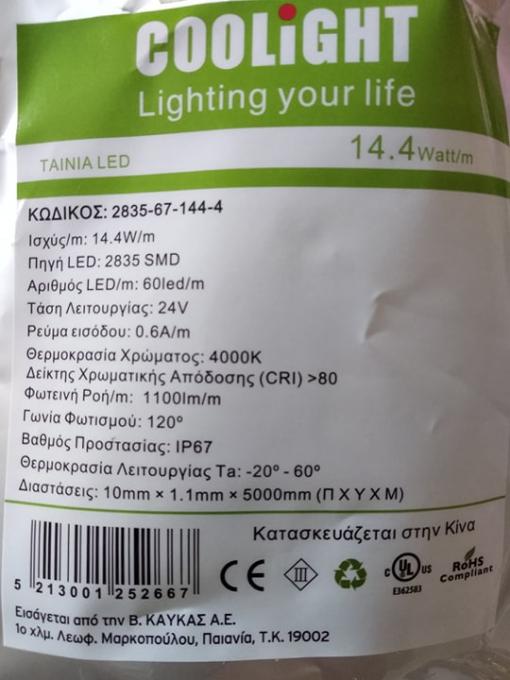 COOLiGHT
Lighting your life
ΤΑΙΝΙΑ LED 14.4Watt/m
ΚΩΔΙΚΟΣ: 2835-67-144-4
Ισχύς/m: 14.4W/m
Πηγή LED: 2835 SMD
Αριθμός LED/m: 60led/m
Τάση Λειτουργίας: 24V
Ρεύμα εισόδου: 0.6A/m
Θερμοκρασία Χρώματος: 4000K
Δείκτης Χρωματικής Απόδοσης (CRI) >80
Φωτεινή Ροή/m: 1100lm/m
Γωνία Φωτισμού: 120°
Βαθμός Προστασίας: IP67
Θερμοκρασία Λειτουργίας Ta: -20° - 60°
Διαστάσεις: 10mm × 1.1mm × 5000mm (Π Χ Υ Χ Μ)
Κατασκευάζεται στην Κίνα
5 213001 252667
CE
III
c UL US
E362583
RoHS
Compliant
Εισάγεται από την Β. ΚΑΥΚΑΣ Α.Ε.
1ο χλμ. Λεωφ. Μαρκοπούλου, Παιανία, Τ.Κ. 19002